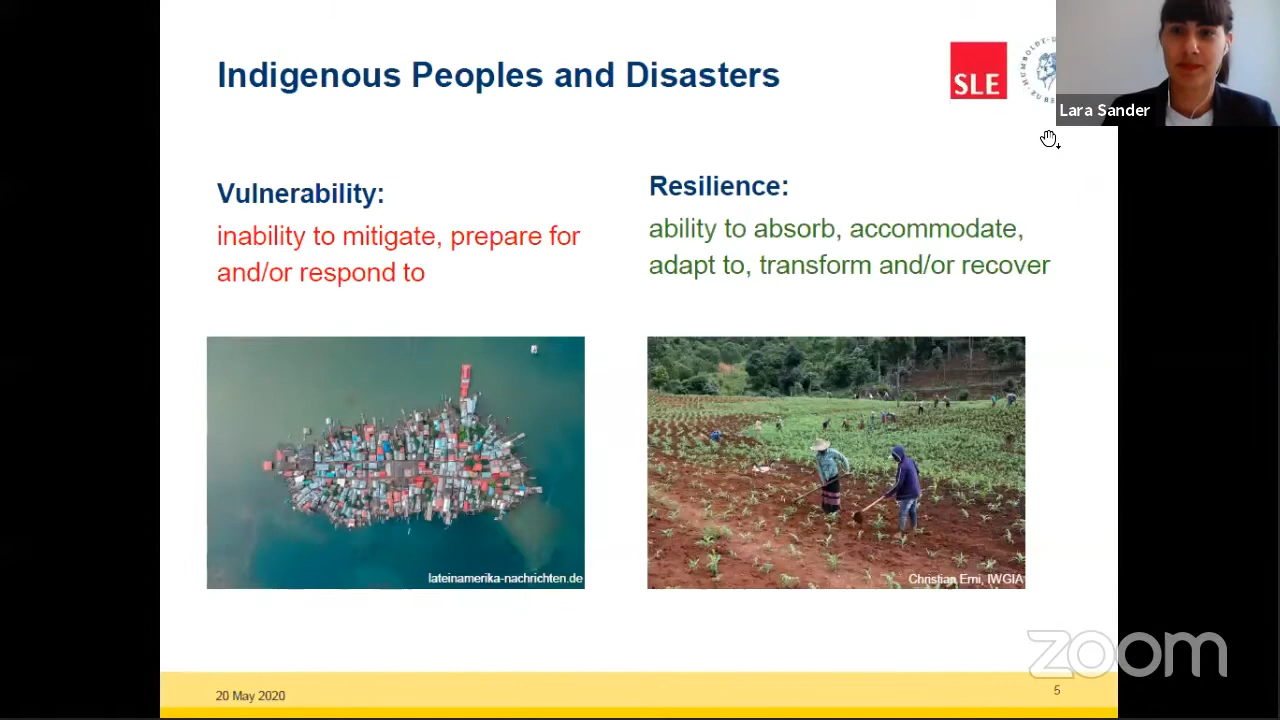 Indigenous Peoples and Disasters
SLE
Lara Sander
Vulnerability:
inability to mitigate, prepare for
and/or respond to
Resilience:
ability to absorb, accommodate,
adapt to, transform and/or recover
lateinamerika-nachrichten.de
Christian Erni, IWGIA
zoom
20 May 2020
5